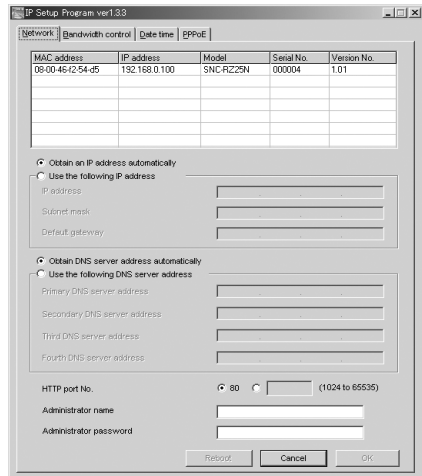 IP Setup Program ver1.3.3
Network Bandwidth control Date time PPPoE
MAC address IP address Model Serial No. Version No.
08-00-46-f2-54-d5 192.168.0.100 SNC-RZ25N 000004 1.01
Obtain an IP address automatically
Use the following IP address
IP address
Subnet mask
Default gateway
Obtain DNS server address automatically
Use the following DNS server address
Primary DNS server address
Secondary DNS server address
Third DNS server address
Fourth DNS server address
HTTP port No. 80 (1024 to 65535)
Administrator name
Administrator password
Reboot Cancel OK